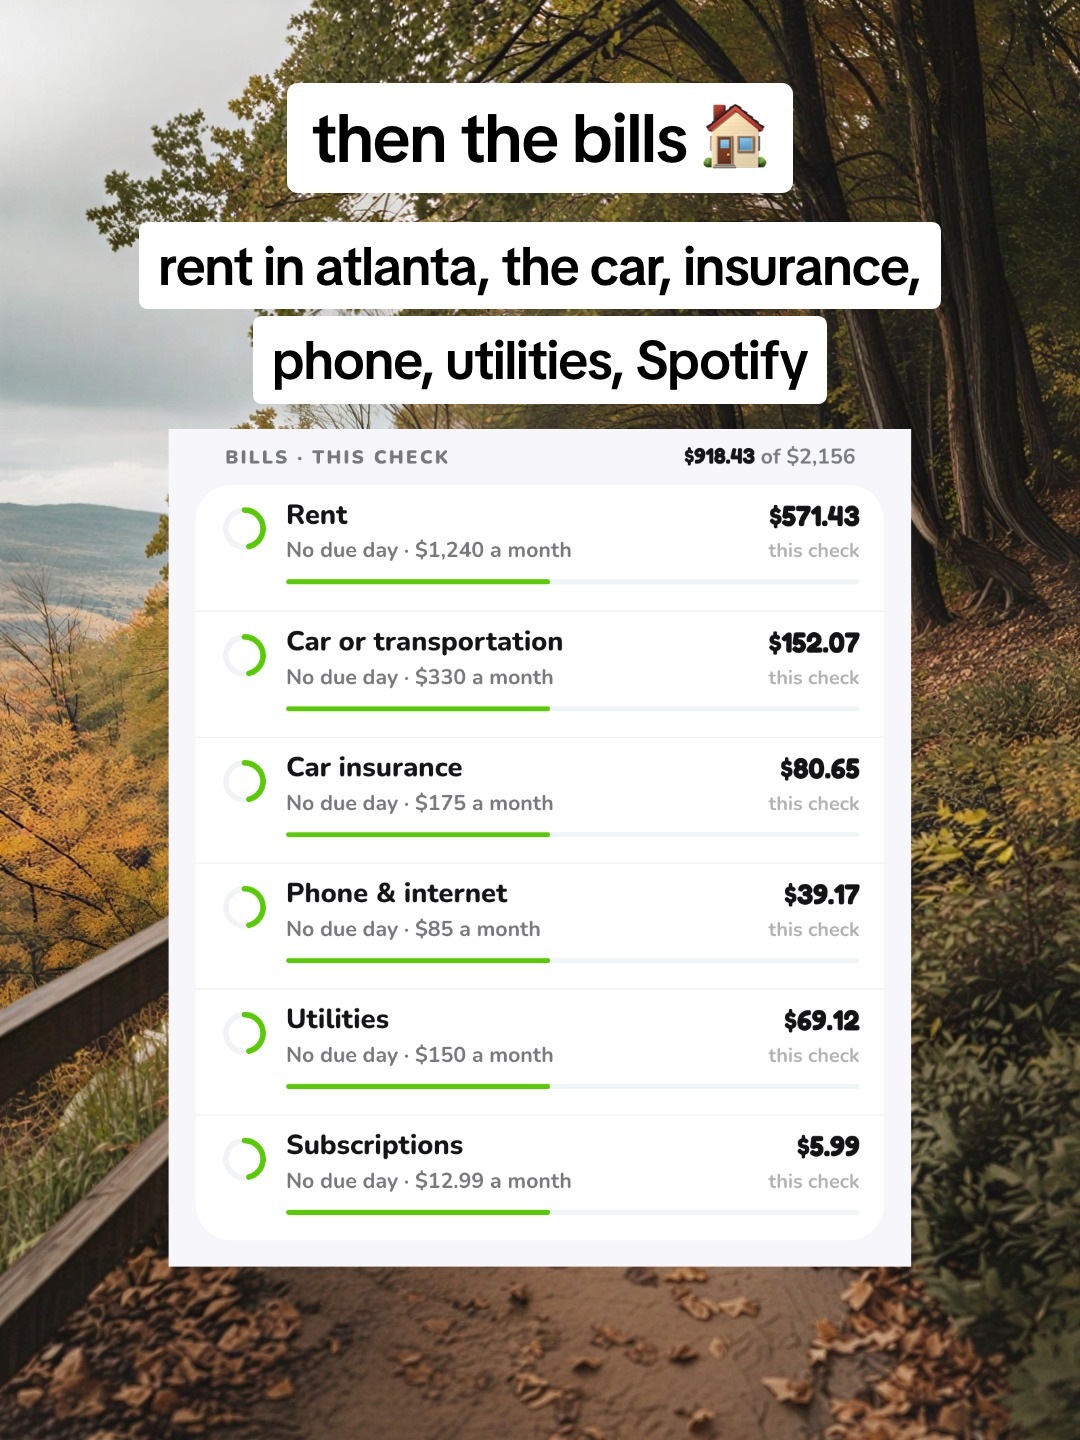 then the bills 🏠
rent in atlanta, the car, insurance,
phone, utilities, Spotify
BILLS · THIS CHECK
$918.43 of $2,156
Rent
$571.43
No due day · $1,240 a month
this check
Car or transportation
$152.07
No due day · $330 a month
this check
Car insurance
$80.65
No due day · $175 a month
this check
Phone & internet
$39.17
No due day · $85 a month
this check
Utilities
$69.12
No due day · $150 a month
this check
Subscriptions
$5.99
No due day · $12.99 a month
this check